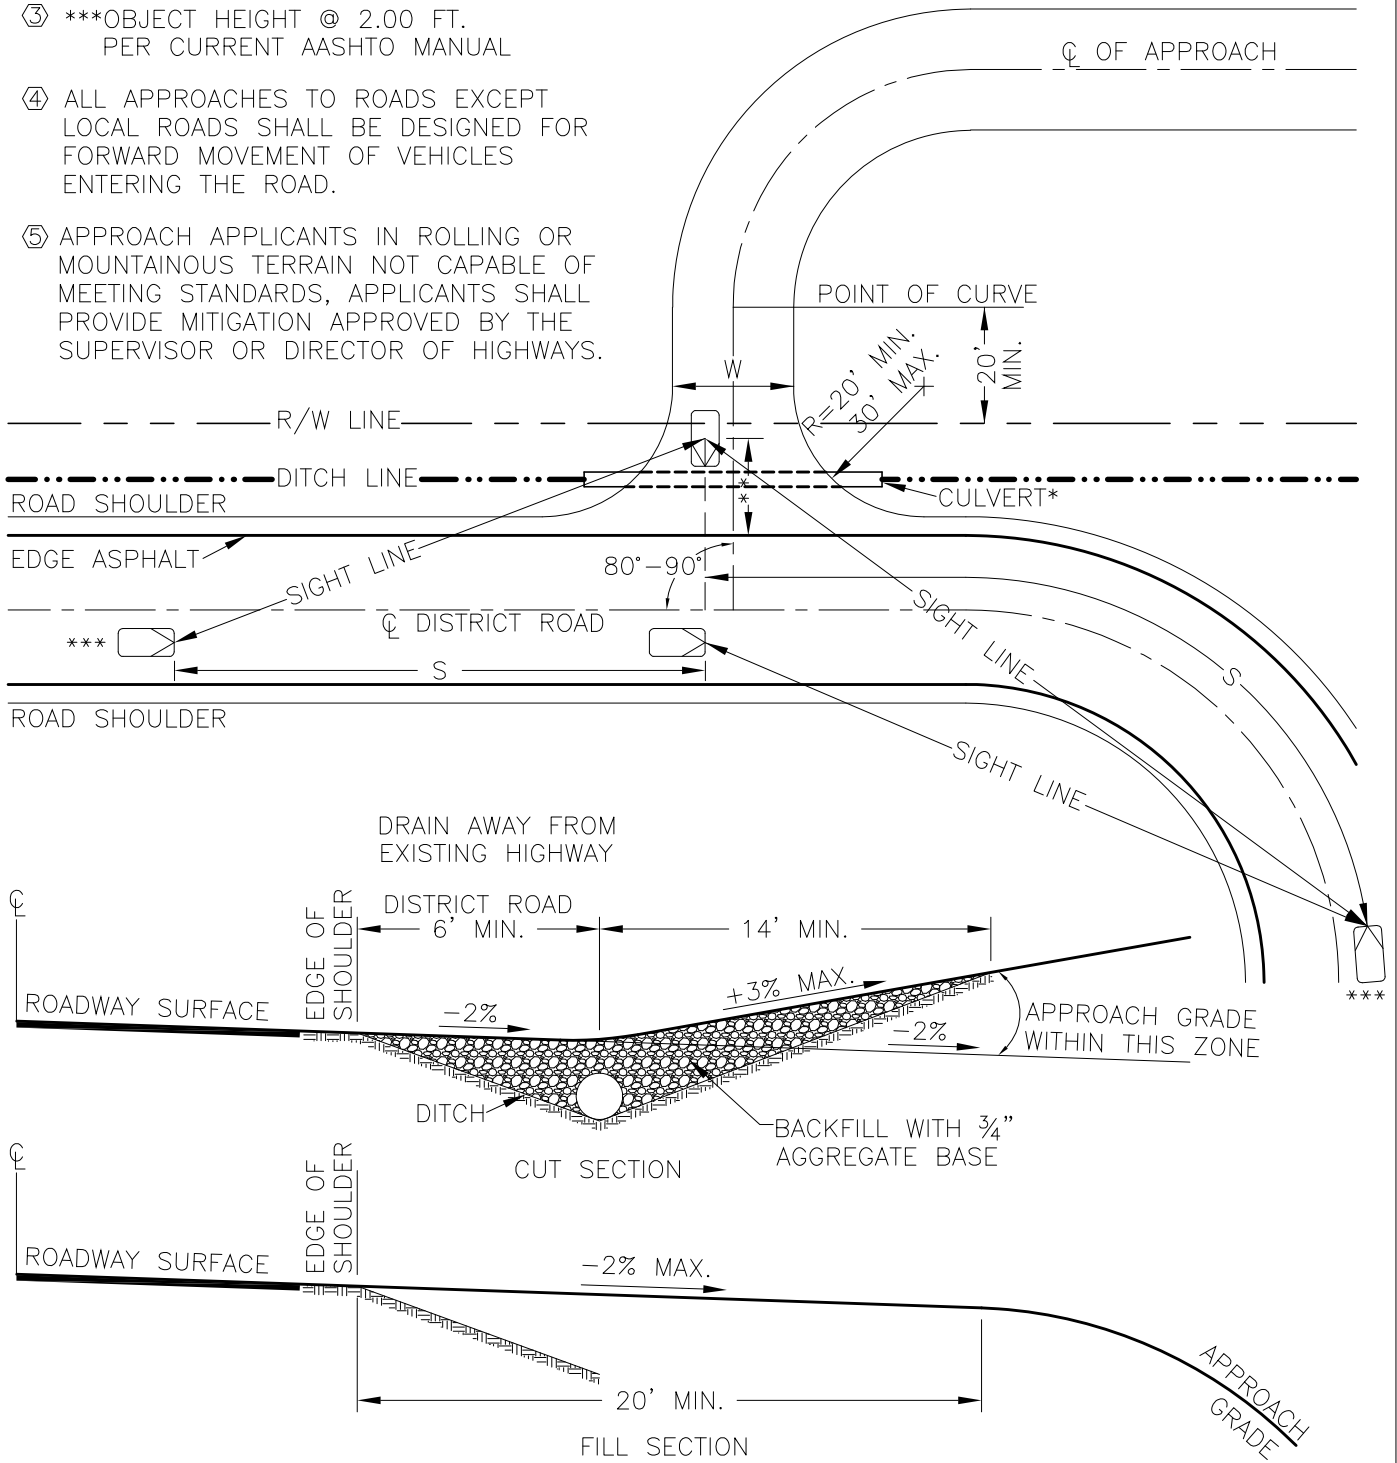 ③ ***OBJECT HEIGHT @ 2.00 FT.
PER CURRENT AASHTO MANUAL
④ ALL APPROACHES TO ROADS EXCEPT
LOCAL ROADS SHALL BE DESIGNED FOR
FORWARD MOVEMENT OF VEHICLES
ENTERING THE ROAD.
⑤ APPROACH APPLICANTS IN ROLLING OR
MOUNTAINOUS TERRAIN NOT CAPABLE OF
MEETING STANDARDS, APPLICANTS SHALL
PROVIDE MITIGATION APPROVED BY THE
SUPERVISOR OR DIRECTOR OF HIGHWAYS.
℄ OF APPROACH
POINT OF CURVE
R=20' MIN.
30' MAX.
20'
MIN.
W
R/W LINE
DITCH LINE
**
CULVERT*
ROAD SHOULDER
EDGE ASPHALT
SIGHT LINE
80°-90°
SIGHT LINE
℄ DISTRICT ROAD
***
S
S
ROAD SHOULDER
SIGHT LINE
***
DRAIN AWAY FROM
EXISTING HIGHWAY
℄
EDGE OF
SHOULDER
DISTRICT ROAD
6' MIN.
14' MIN.
ROADWAY SURFACE
-2%
+3% MAX.
-2%
APPROACH GRADE
WITHIN THIS ZONE
DITCH
BACKFILL WITH ¾"
AGGREGATE BASE
CUT SECTION
℄
EDGE OF
SHOULDER
ROADWAY SURFACE
-2% MAX.
20' MIN.
APPROACH
GRADE
FILL SECTION